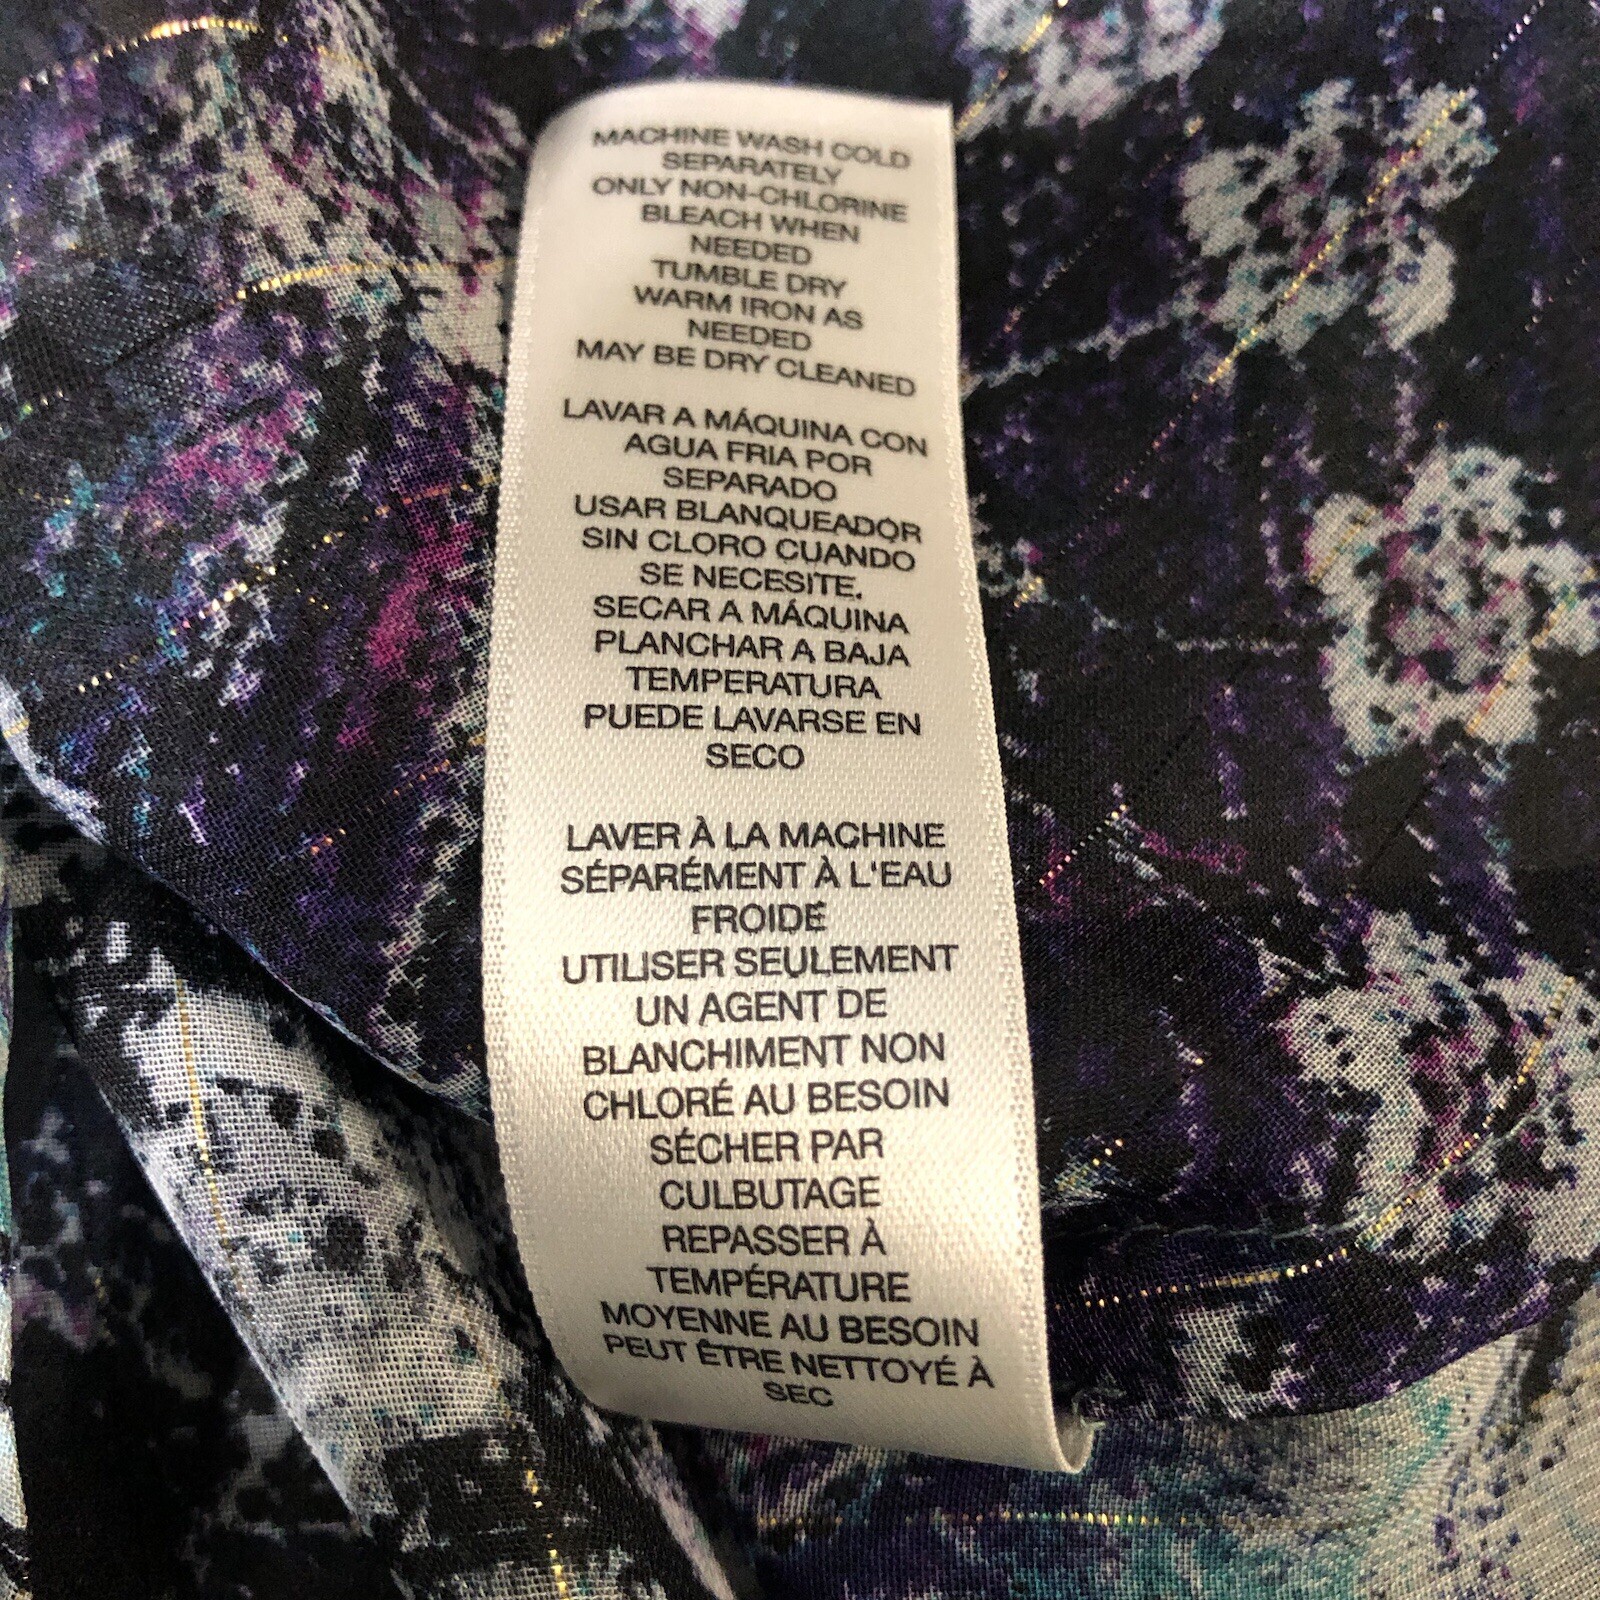 MACHINE WASH COLD
SEPARATELY
ONLY NON-CHLORINE
BLEACH WHEN
NEEDED
TUMBLE DRY
WARM IRON AS
NEEDED
MAY BE DRY CLEANED
LAVAR A MÁQUINA CON
AGUA FRIA POR
SEPARADO
USAR BLANQUEADOR
SIN CLORO CUANDO
SE NECESITE.
SECAR A MÁQUINA
PLANCHAR A BAJA
TEMPERATURA
PUEDE LAVARSE EN
SECO
LAVER À LA MACHINE
SÉPARÉMENT À L'EAU
FROIDE
UTILISER SEULEMENT
UN AGENT DE
BLANCHIMENT NON
CHLORÉ AU BESOIN
SÉCHER PAR
CULBUTAGE
REPASSER À
TEMPÉRATURE
MOYENNE AU BESOIN
PEUT ÊTRE NETTOYÉ À
SEC